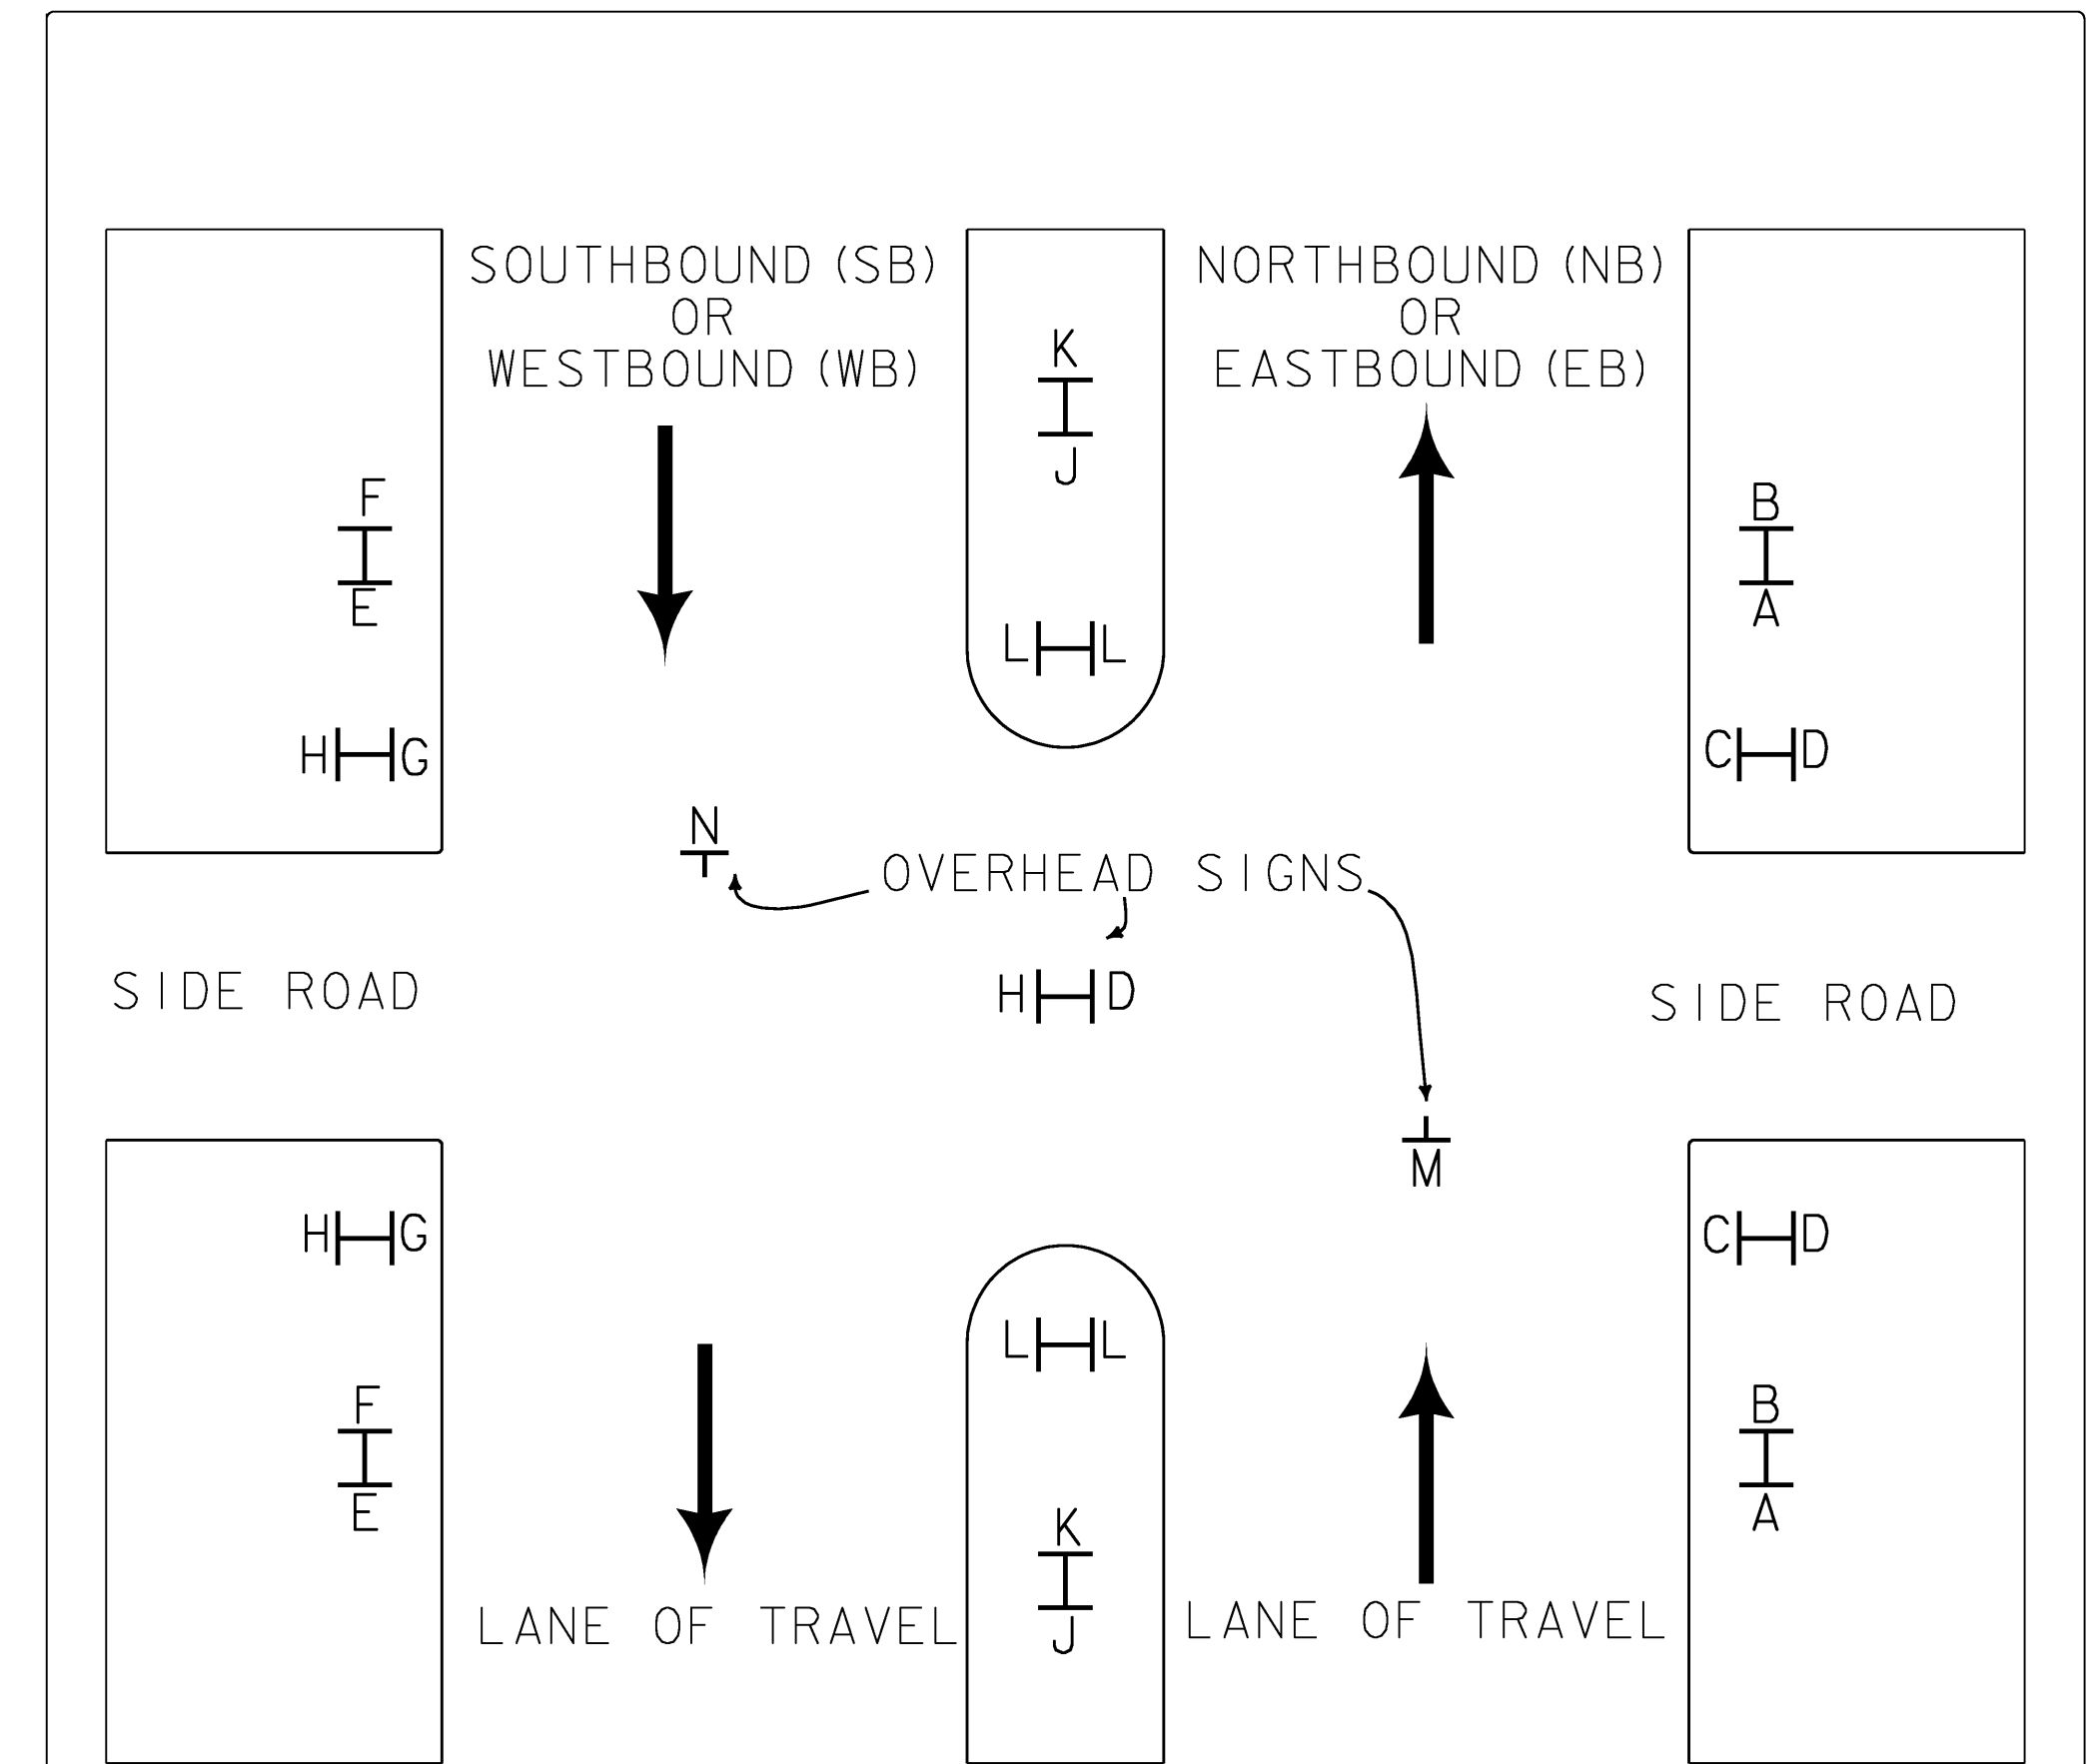 SOUTHBOUND (SB)
OR
WESTBOUND (WB)
NORTHBOUND (NB)
OR
EASTBOUND (EB)
K
J
F
E
B
A
L L
H G
C D
N
OVERHEAD SIGNS
SIDE ROAD
H D
SIDE ROAD
M
H G
C D
L L
F
E
B
A
K
J
LANE OF TRAVEL
LANE OF TRAVEL